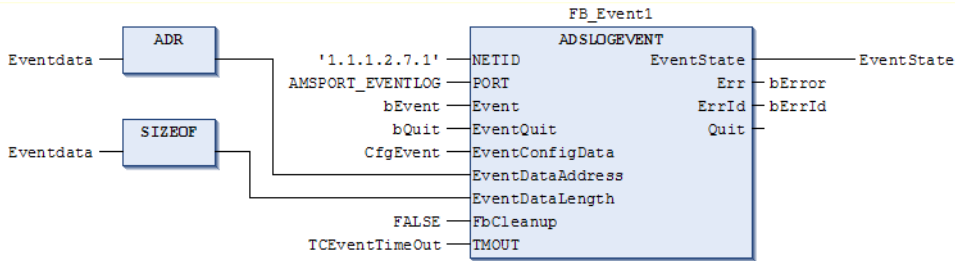 FB_Event1
ADR
ADSLOGEVENT
Eventdata
'1.1.1.2.7.1' NETID EventState EventState
AMSPORT_EVENTLOG PORT Err bError
bEvent Event ErrId bErrId
SIZEOF
bQuit EventQuit Quit
Eventdata
CfgEvent EventConfigData
EventDataAddress
EventDataLength
FALSE FbCleanup
TCEventTimeOut TMOUT